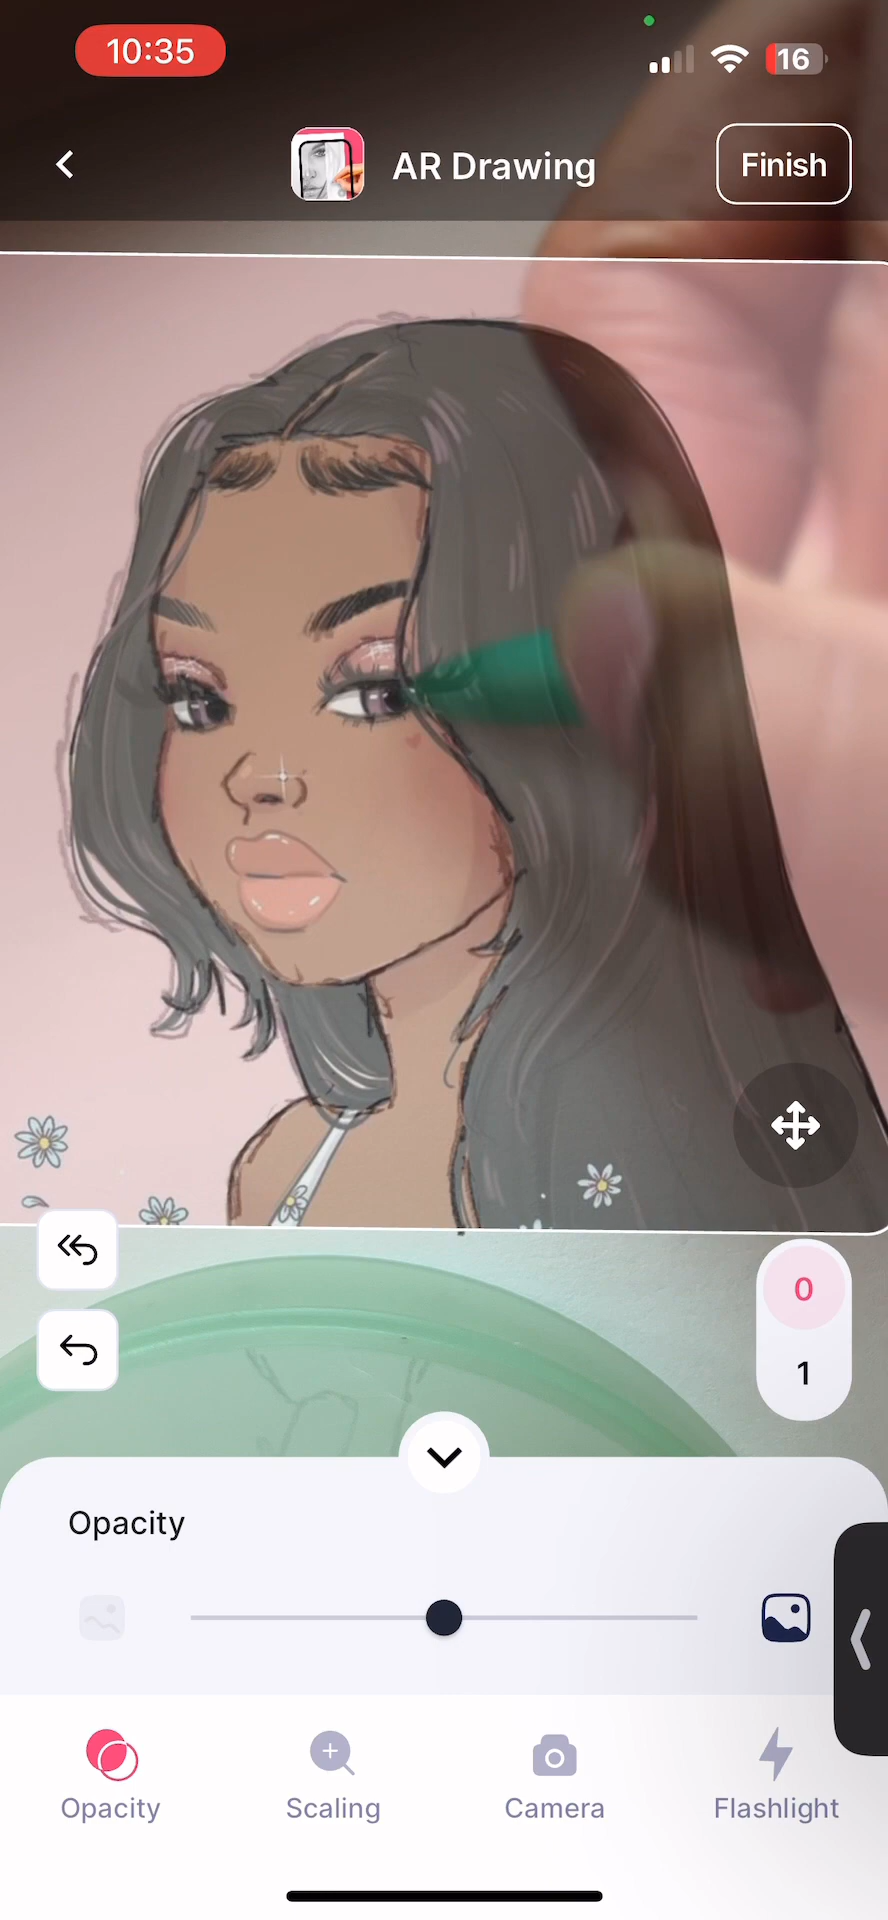 10:35
16
AR Drawing
Finish
0
1
Opacity
Opacity
Scaling
Camera
Flashlight